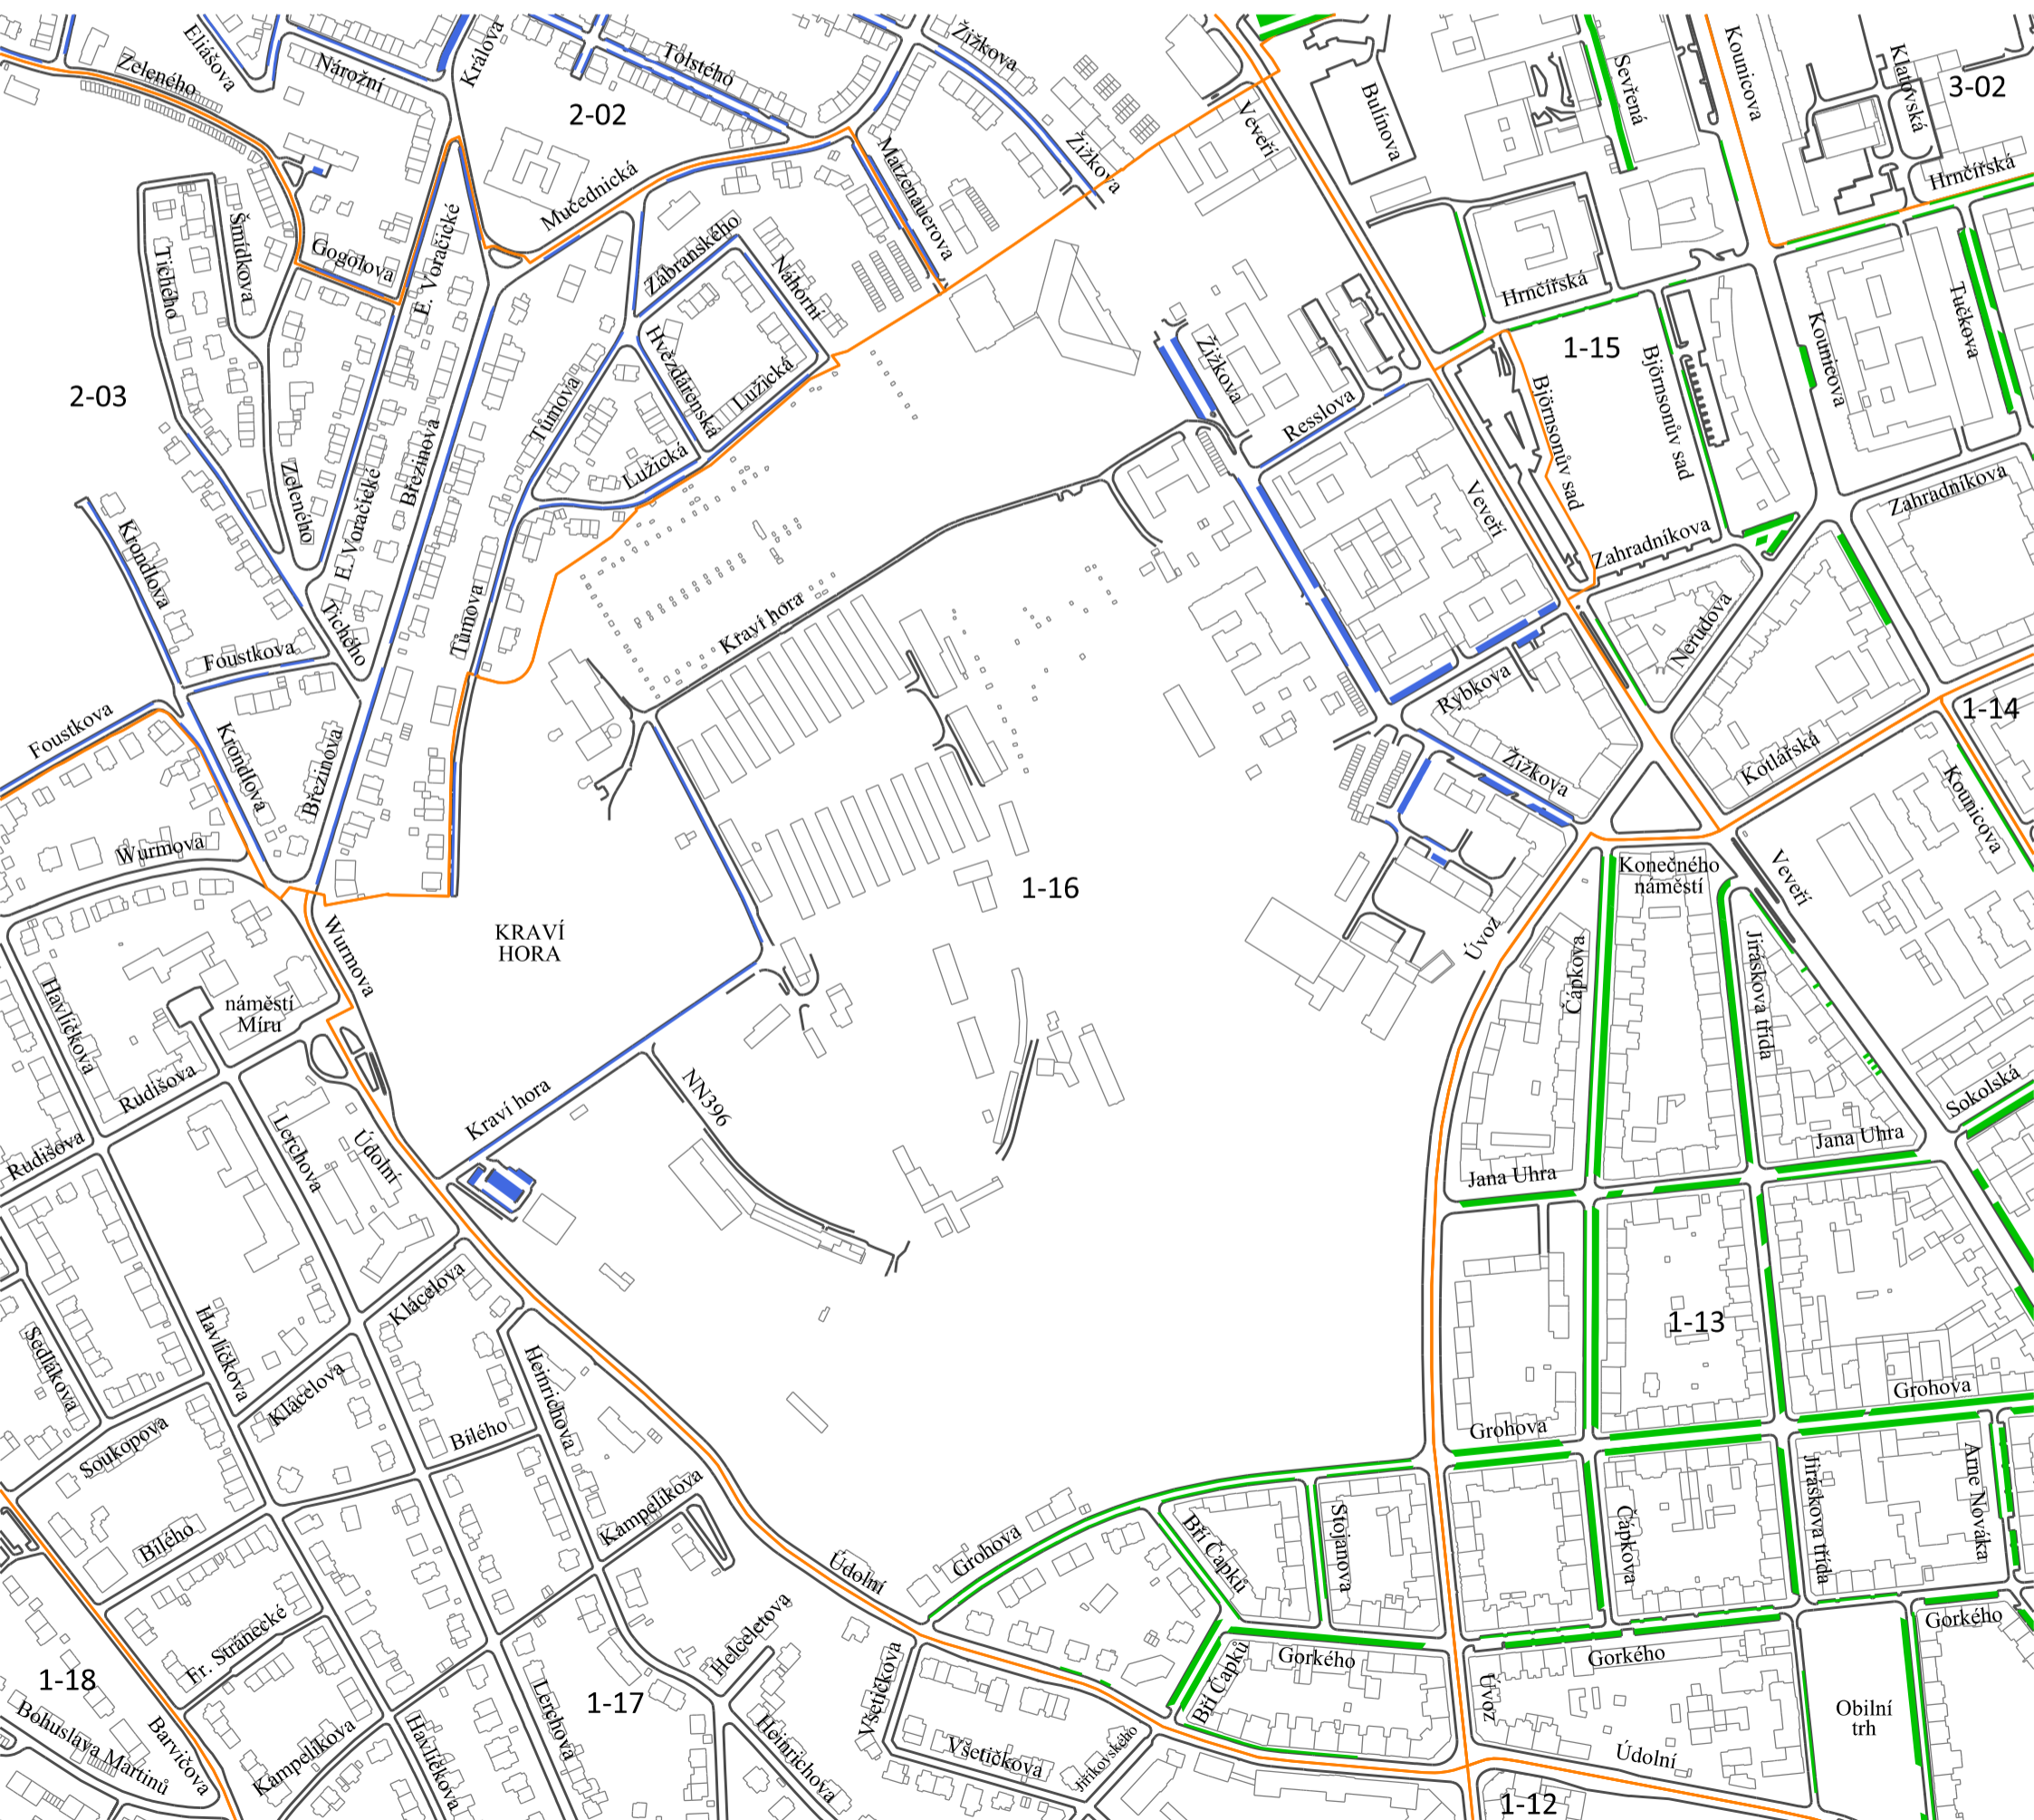 Eliášova
Králova
Zeleného
Nárožní
Tolstého
Žižkova
2-02
Žižkova
Veveří
Bulínova
Sevřená
Kounicova
Klatovská
3-02
Hrnčířská
Mučednická
Matzenauerova
Tichého
Šmídkova
Gogolova
E. Voračické
Zábranského
Náhorní
Hrnčířská
Tučkova
2-03
Tůmova
Hvězdárenská
Lužická
Žižkova
Resslova
1-15
Björnsonův sad
Björnsonův sad
Kounicova
Krondlova
Zeleného
E. Voračické
Březinova
Lužická
Veveří
Zahradníkova
Zahradníkova
Foustkova
Tichého
Tůmova
Kraví hora
Nerudova
Rybkova
Foustkova
Krondlova
Březinova
Žižkova
Kotlářská
1-14
Kounicova
Wurmova
1-16
Konečného
náměstí
Veveří
KRAVÍ
HORA
Wurmova
Úvoz
Čápkova
Jiráskova třída
Havlíčkova
náměstí
Míru
Rudišova
Rudišova
Lerchova
Údolní
Kraví hora
NN396
Sokolská
Jana Uhra
Jana Uhra
Klácelova
Sedlákova
Havlíčkova
Klácelova
Heinrichova
1-13
Grohova
Soukopova
Bílého
Grohova
Bílého
Kampelíkova
Údolní
Grohova
Bří Čapků
Stojanova
Čápkova
Jiráskova třída
Arne Nováka
Fr. Stránecké
Helceletova
Všetičkova
Bří Čapků
Gorkého
Gorkého
Gorkého
1-18
Bohuslava Martinů
Barvičova
Kampelíkova
Havlíčkova
Lerchova
1-17
Heinrichova
Všetičkova
Jiříkovského
Úvoz
Údolní
Obilní
trh
1-12